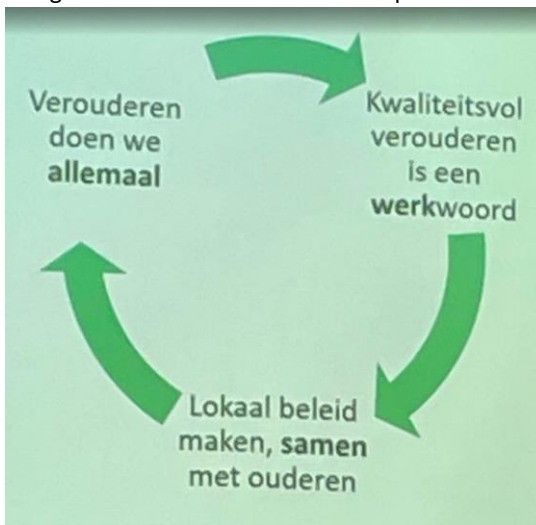 Verouderen
doen we
allemaal
Kwaliteitsvol
verouderen
is een
werkwoord
Lokaal beleid
maken, samen
met ouderen